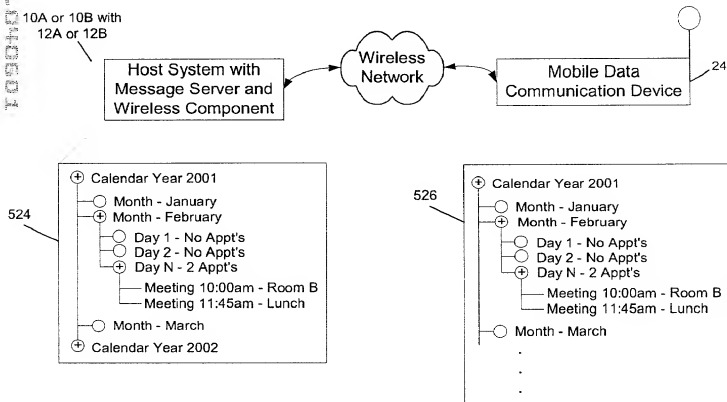 10A or 10B with
12A or 12B
Host System with
Message Server and
Wireless Component
Wireless
Network
Mobile Data
Communication Device
24
524
Calendar Year 2001
Month - January
Month - February
Day 1 - No Appt's
Day 2 - No Appt's
Day N - 2 Appt's
Meeting 10:00am - Room B
Meeting 11:45am - Lunch
Month - March
Calendar Year 2002
526
Calendar Year 2001
Month - January
Month - February
Day 1 - No Appt's
Day 2 - No Appt's
Day N - 2 Appt's
Meeting 10:00am - Room B
Meeting 11:45am - Lunch
Month - March